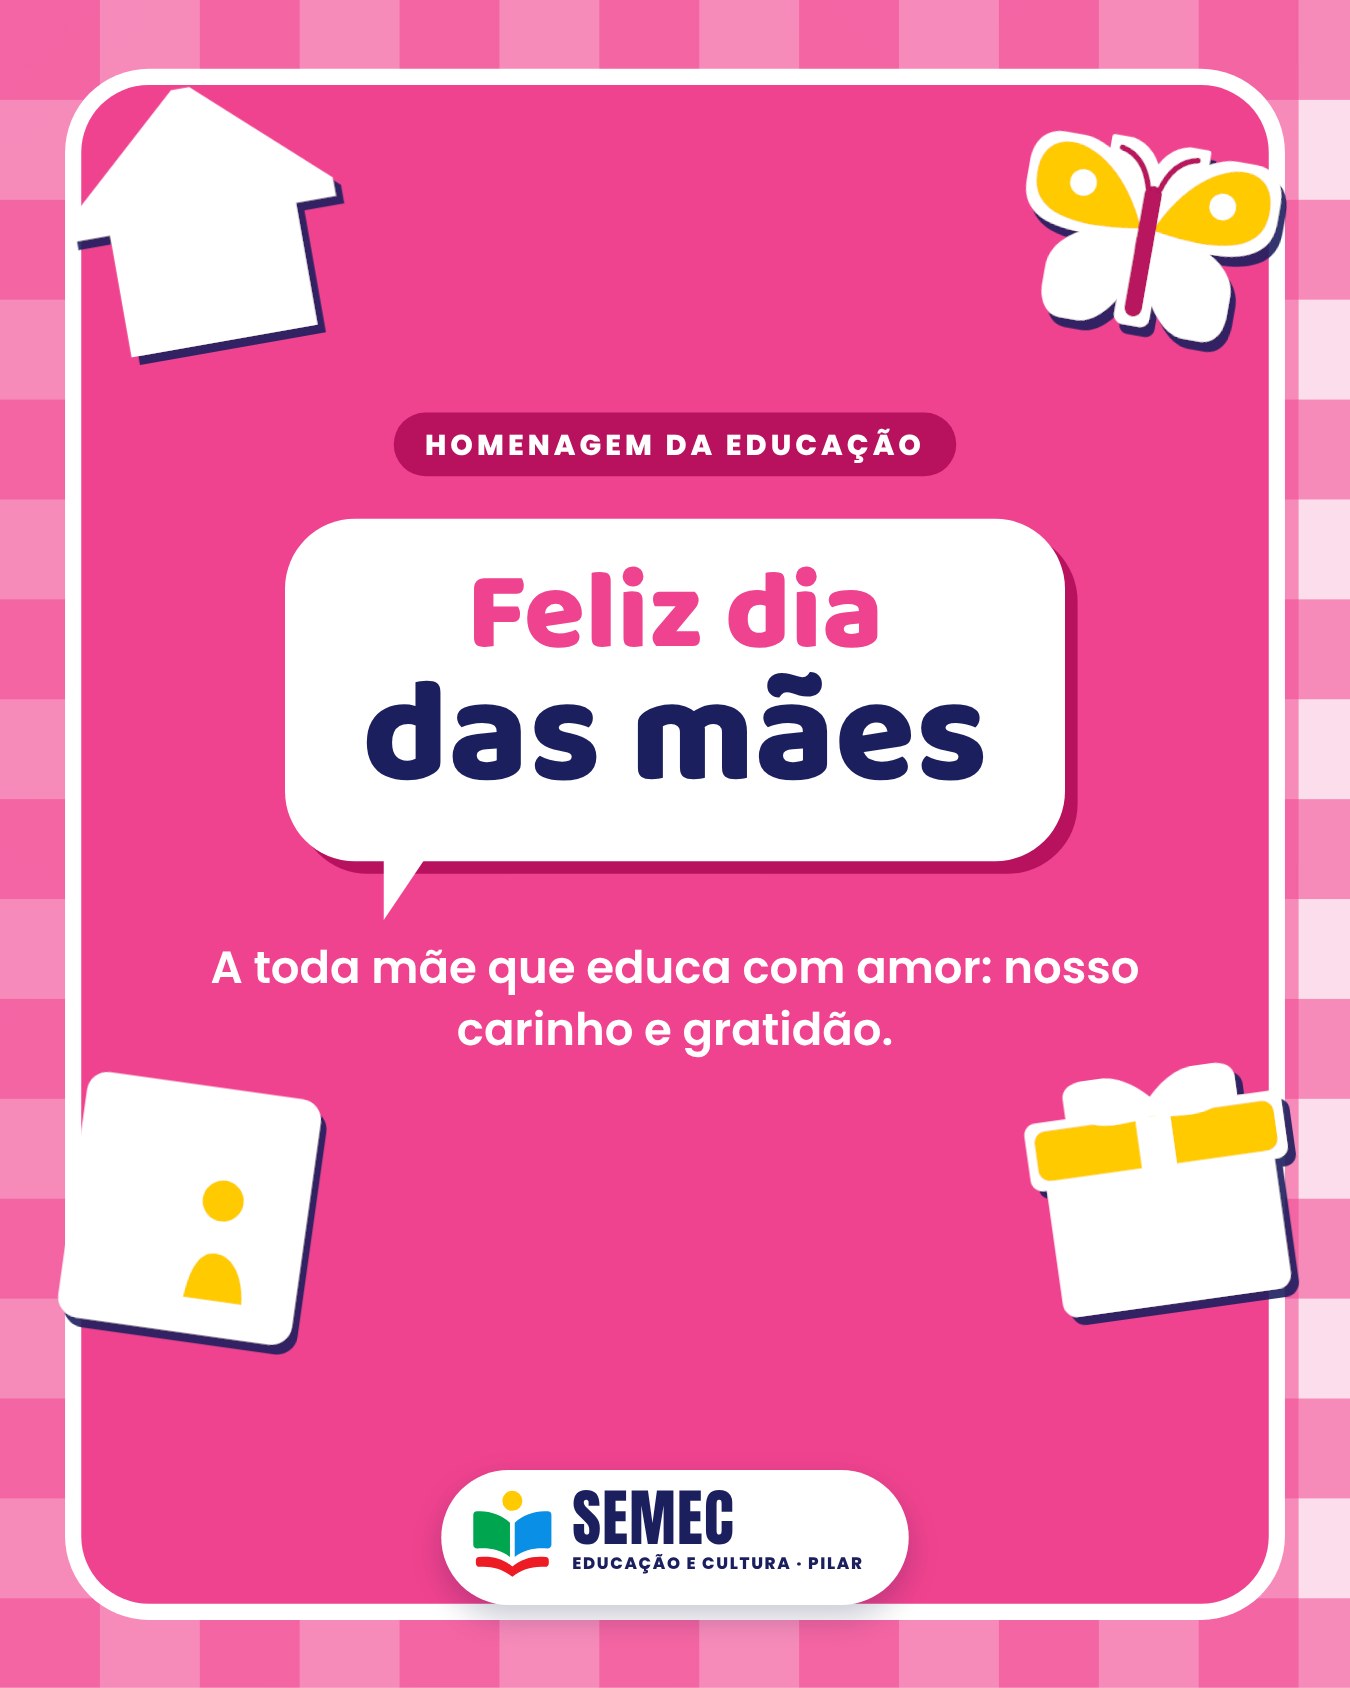 HOMENAGEM DA EDUCAÇÃO
Feliz dia
das mães
A toda mãe que educa com amor: nosso
carinho e gratidão.
SEMEC
EDUCAÇÃO E CULTURA · PILAR